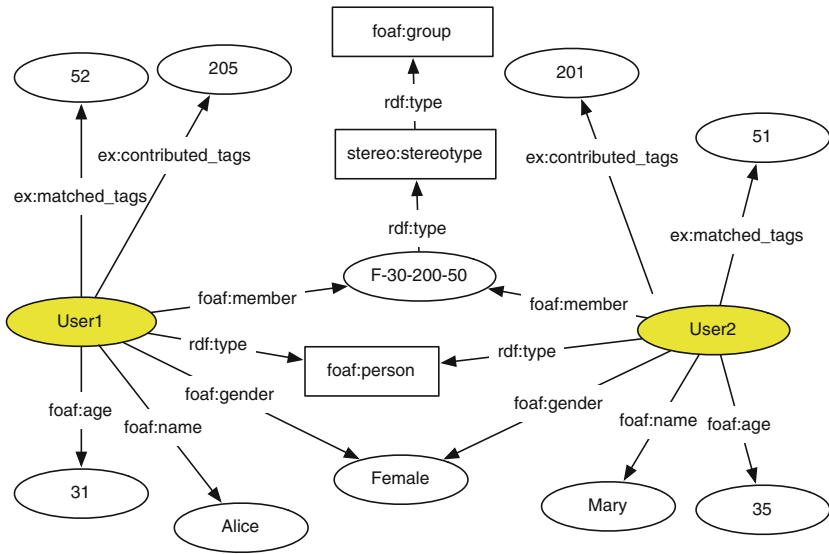 foaf:group
52
205
201
rdf:type
51
ex:contributed_tags
stereo:stereotype
ex:contributed_tags
ex:matched_tags
rdf:type
ex:matched_tags
F-30-200-50
foaf:member
foaf:member
User1
User2
rdf:type
foaf:person
rdf:type
foaf:gender
foaf:gender
foaf:age
foaf:name
foaf:name
foaf:age
31
Female
Mary
35
Alice